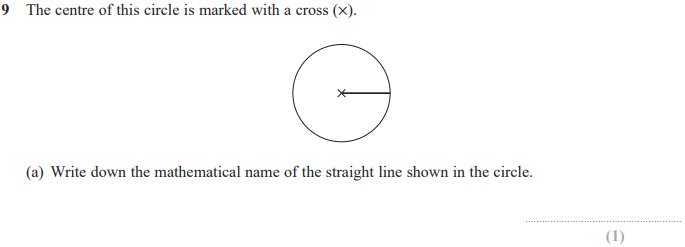 9 The centre of this circle is marked with a cross (×).
(a) Write down the mathematical name of the straight line shown in the circle.
(1)